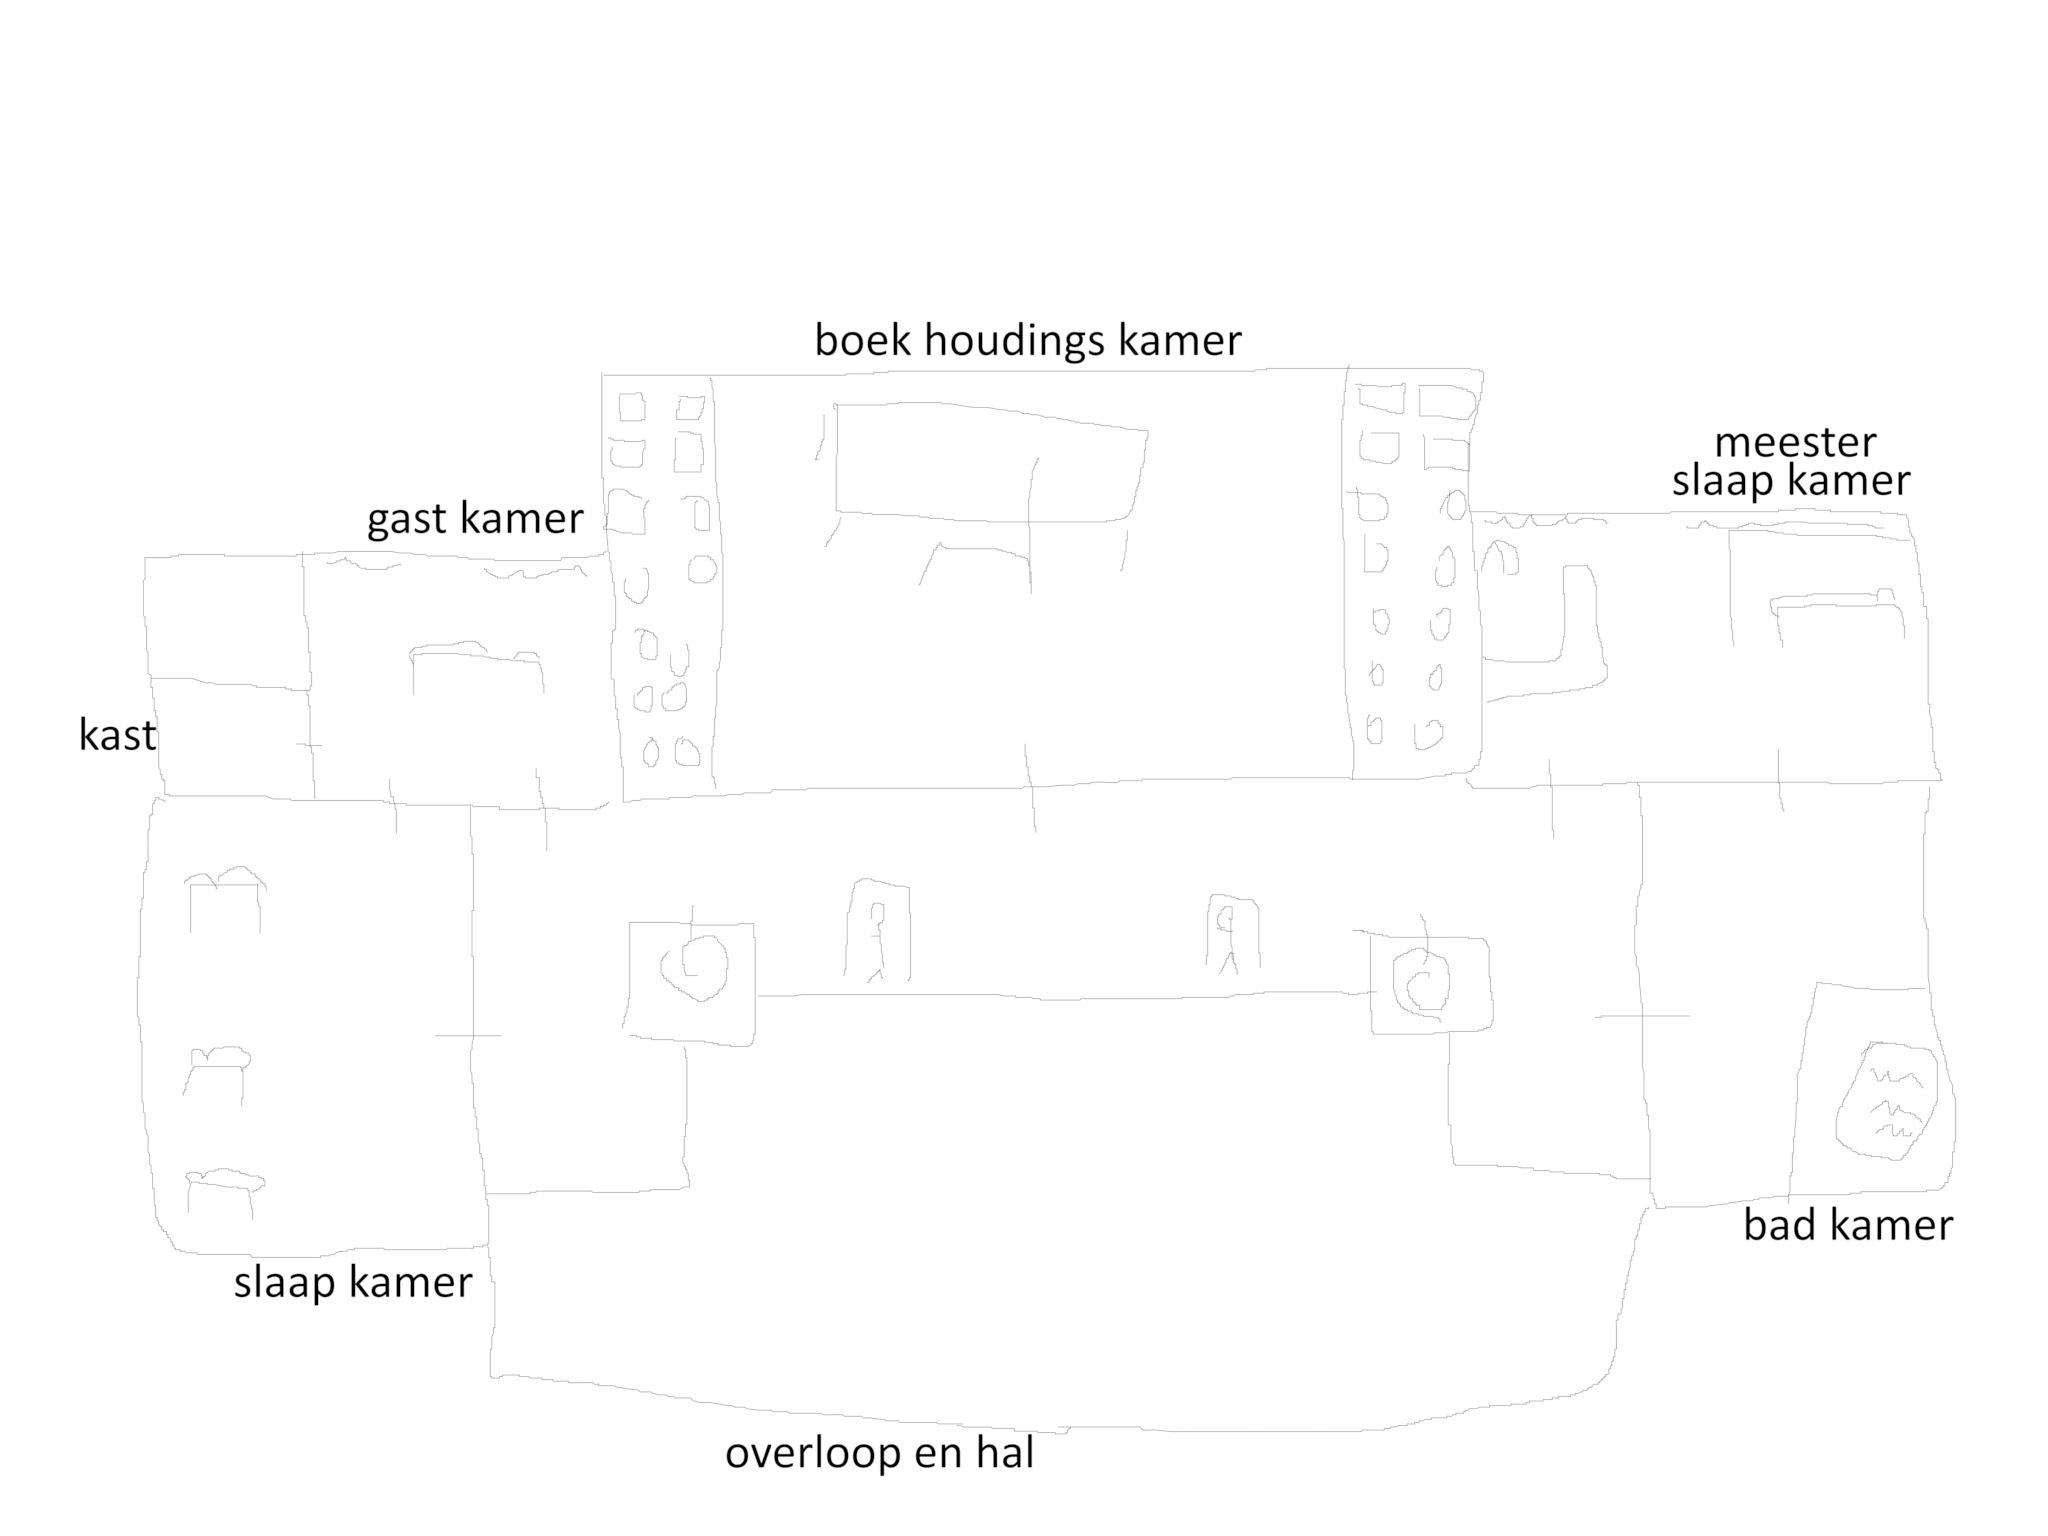 boek houdings kamer
meester
slaap kamer
gast kamer
kast
bad kamer
slaap kamer
overloop en hal